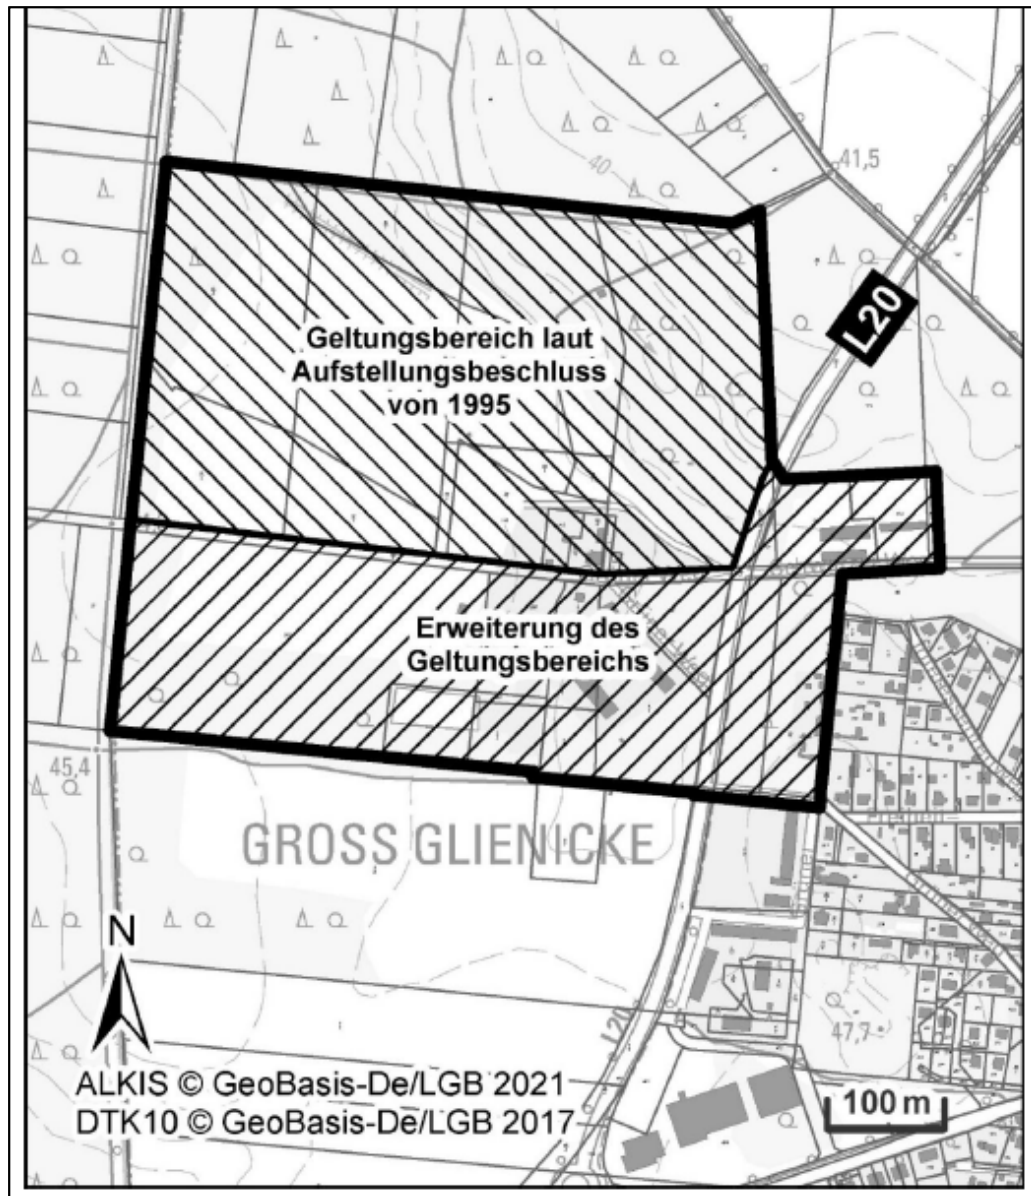 40
41,5
L20
Geltungsbereich laut
Aufstellungsbeschluss
von 1995
Erweiterung des
Geltungsbereichs
45,4
GROSS GLIENICKE
N
L20
47,7
ALKIS © GeoBasis-De/LGB 2021
DTK10 © GeoBasis-De/LGB 2017
100 m